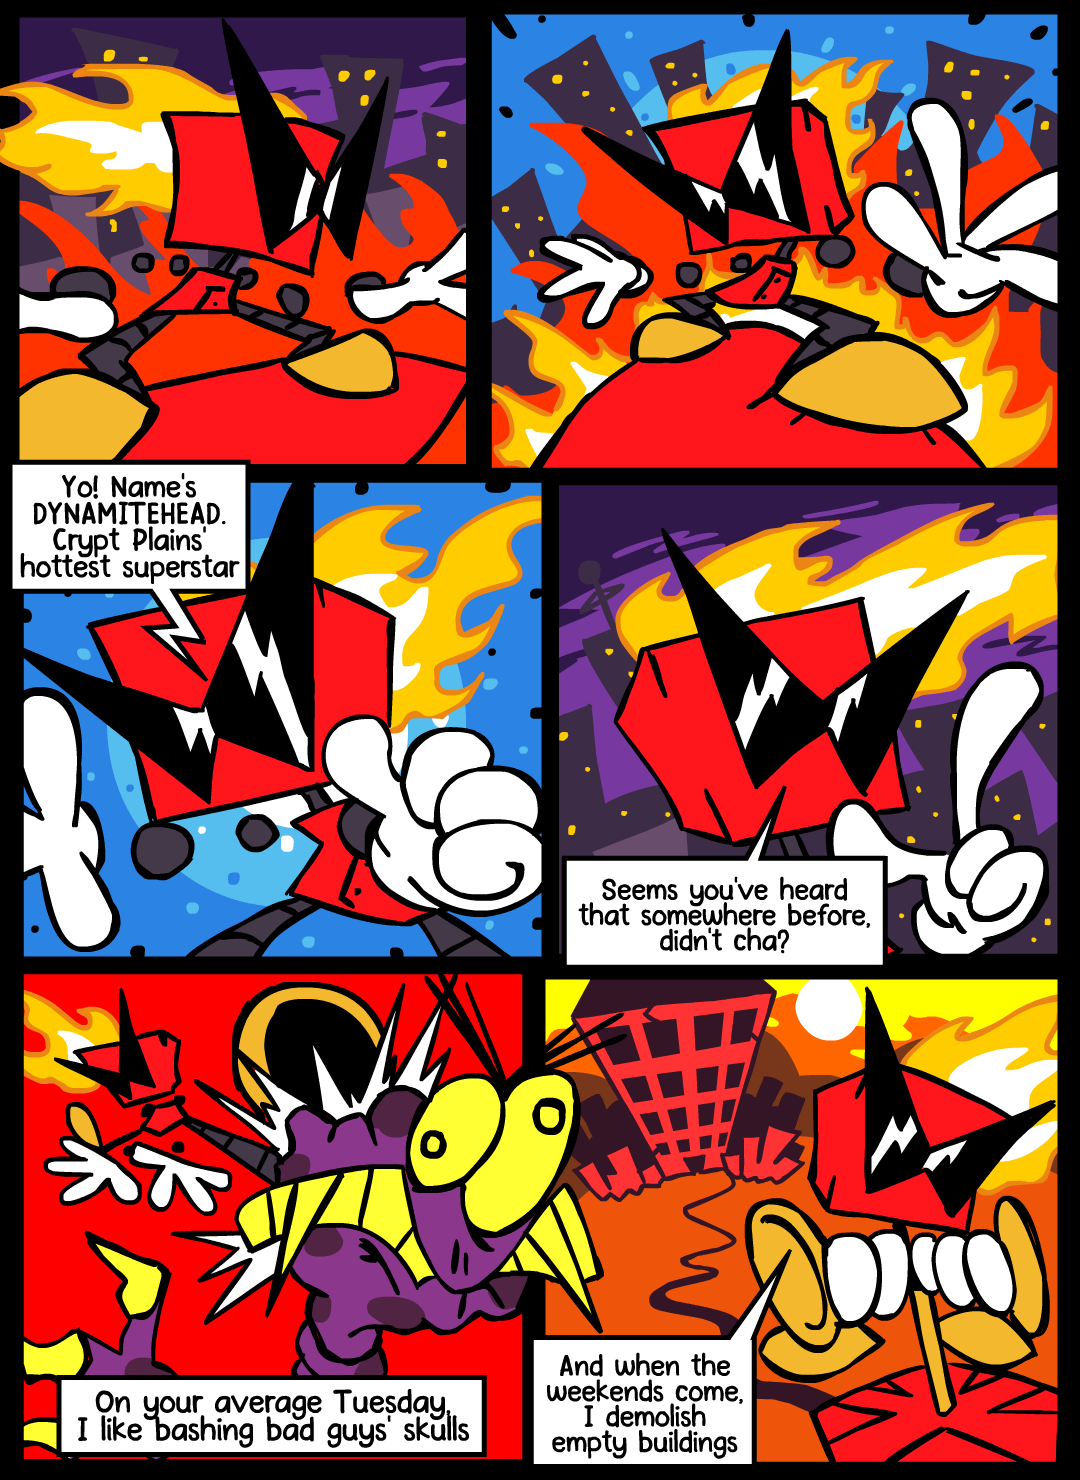 Yo! Name's
DYNAMITEHEAD.
Crypt Plains'
hottest superstar
Seems you've heard
that somewhere before,
didn't cha?
On your average Tuesday,
I like bashing bad guys' skulls
And when the
weekends come,
I demolish
empty buildings